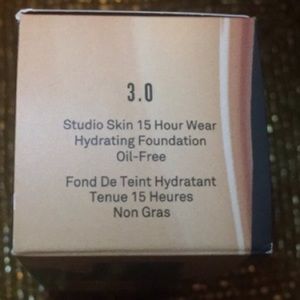 3.0
Studio Skin 15 Hour Wear
Hydrating Foundation
Oil-Free
Fond De Teint Hydratant
Tenue 15 Heures
Non Gras